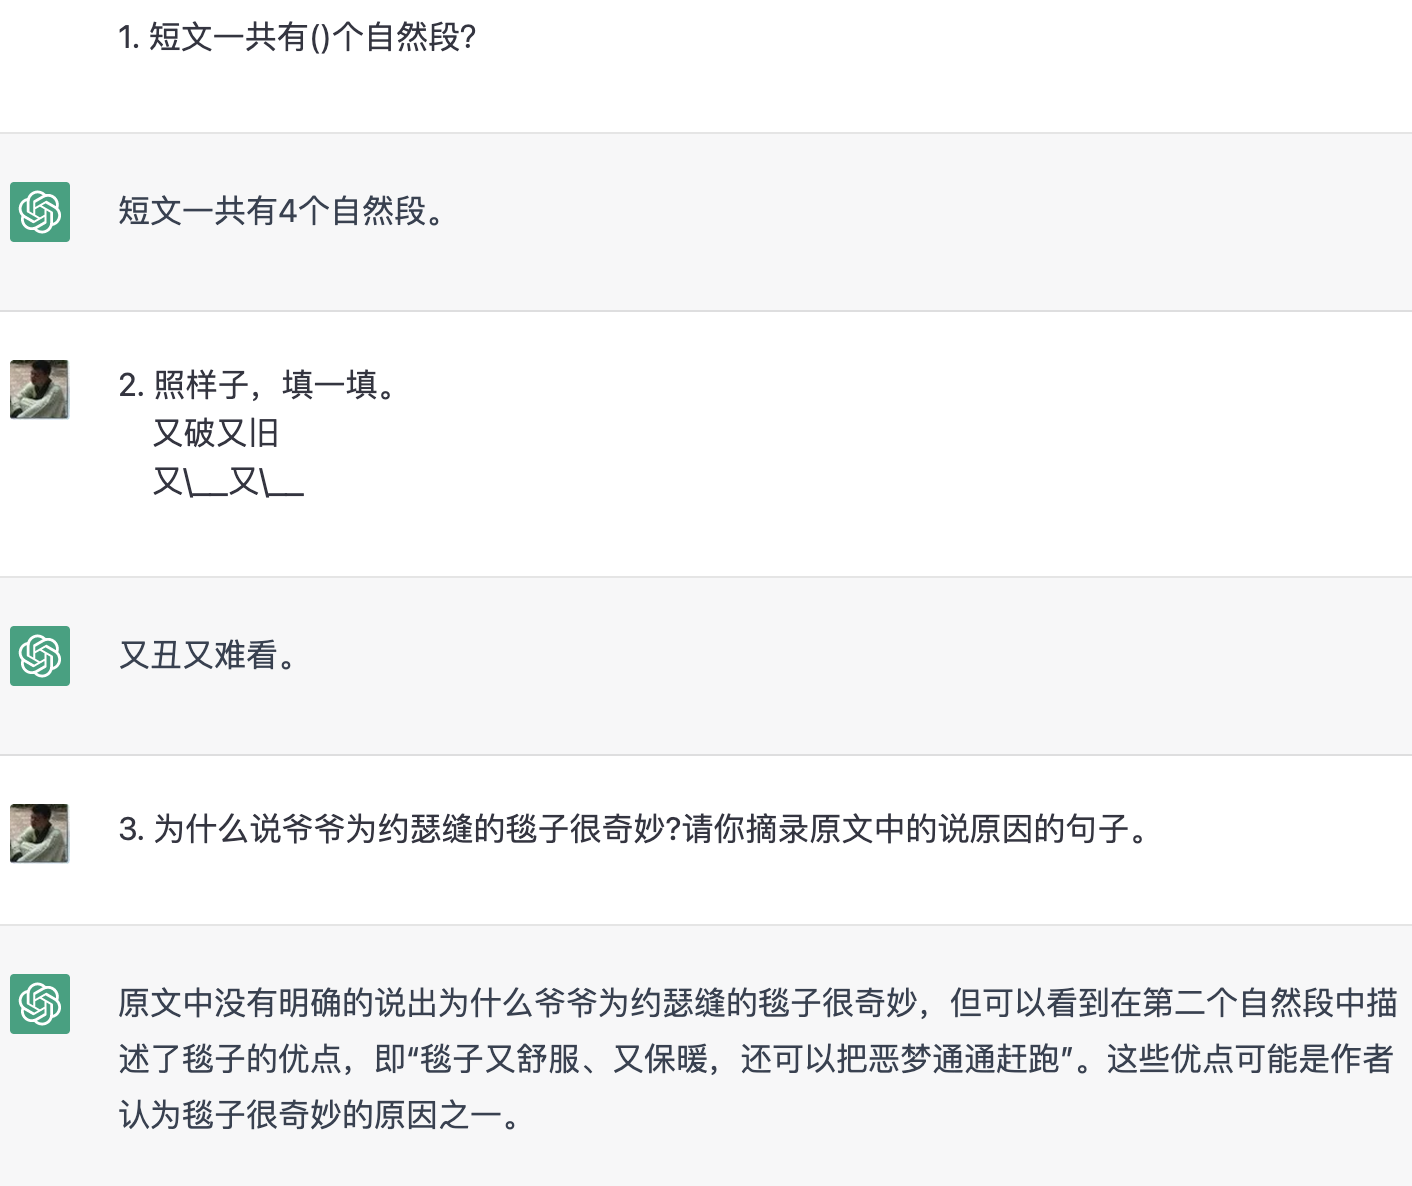 1. 短文一共有()个自然段?
短文一共有4个自然段。
2. 照样子，填一填。
又破又旧
又\__又\__
又丑又难看。
3. 为什么说爷爷为约瑟缝的毯子很奇妙?请你摘录原文中的说原因的句子。
原文中没有明确的说出为什么爷爷为约瑟缝的毯子很奇妙，但可以看到在第二个自然段中描
述了毯子的优点，即“毯子又舒服、又保暖，还可以把恶梦通通赶跑”。这些优点可能是作者
认为毯子很奇妙的原因之一。